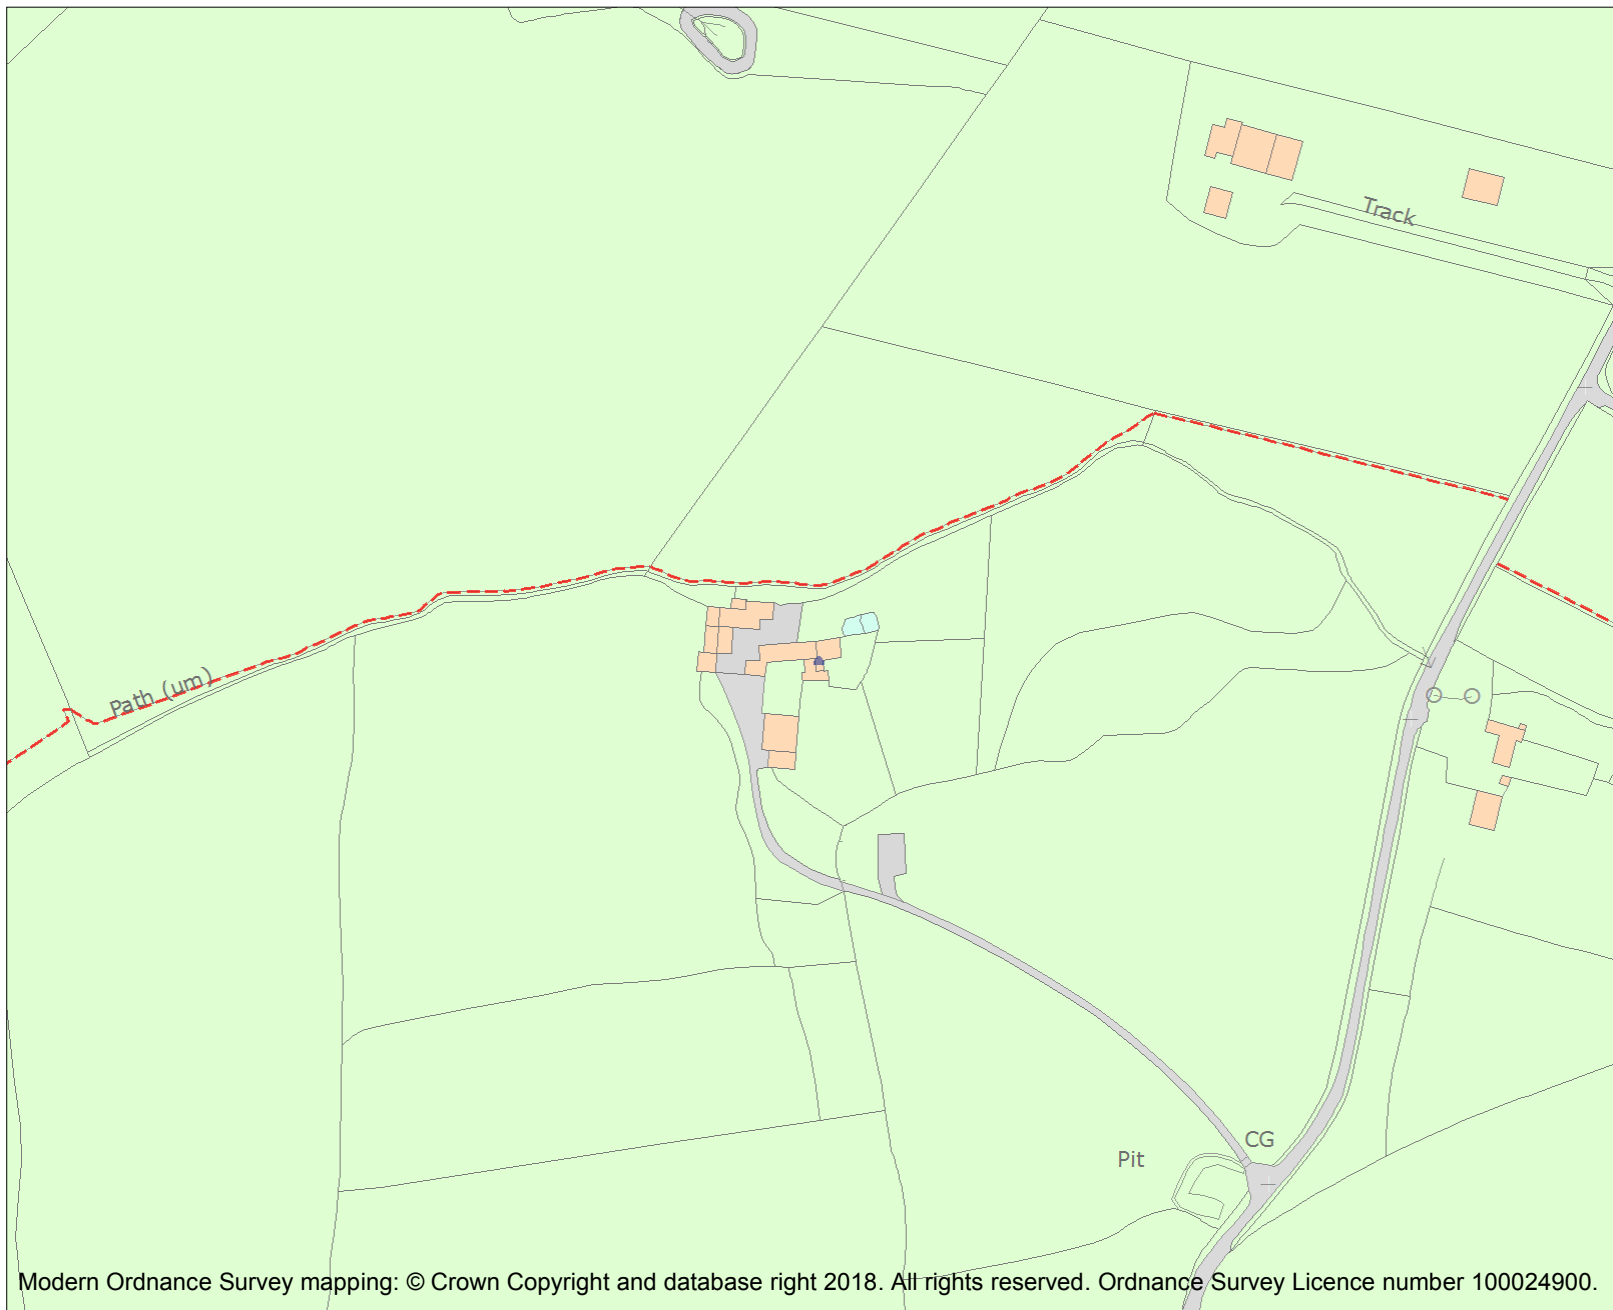 Track
Path (um)
CG
Pit
Modern Ordnance Survey mapping: © Crown Copyright and database right 2018. All rights reserved. Ordnance Survey Licence number 100024900.